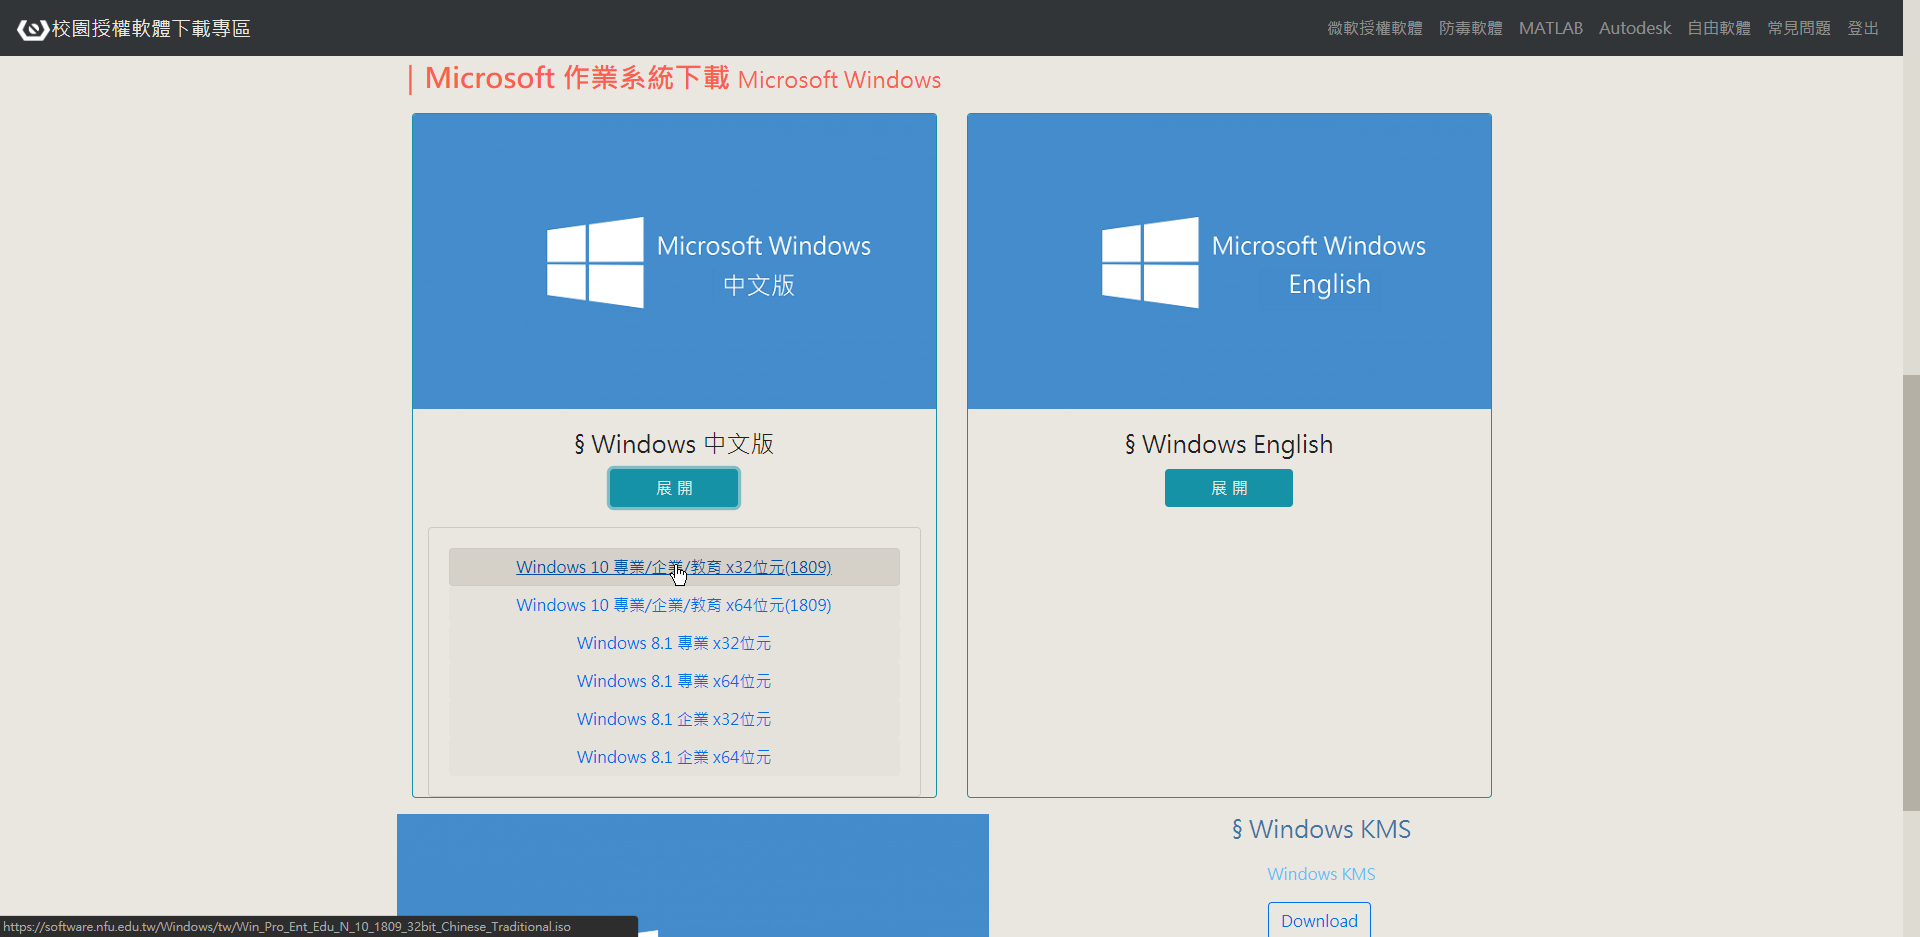 校園授權軟體下載專區
微軟授權軟體 防毒軟體 MATLAB Autodesk 自由軟體 常見問題 登出
| Microsoft 作業系統下載 Microsoft Windows
Microsoft Windows
中文版
§ Windows 中文版
展 開
Windows 10 專業/企業/教育 x32位元(1809)
Windows 10 專業/企業/教育 x64位元(1809)
Windows 8.1 專業 x32位元
Windows 8.1 專業 x64位元
Windows 8.1 企業 x32位元
Windows 8.1 企業 x64位元
Microsoft Windows
English
§ Windows English
展 開
§ Windows KMS
Windows KMS
Download
https://software.nfu.edu.tw/Windows/tw/Win_Pro_Ent_Edu_N_10_1809_32bit_Chinese_Traditional.iso